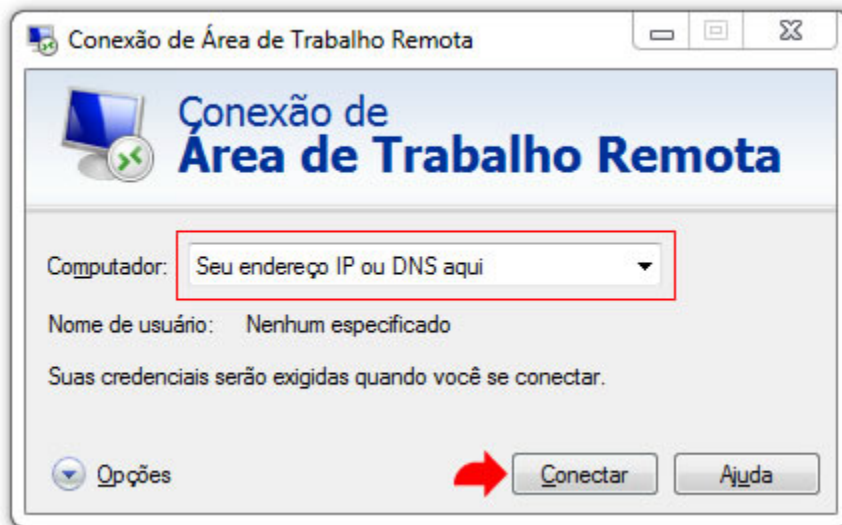 Conexão de Área de Trabalho Remota
Conexão de
Área de Trabalho Remota
Computador: Seu endereço IP ou DNS aqui
Nome de usuário: Nenhum especificado
Suas credenciais serão exigidas quando você se conectar.
Opções Conectar Ajuda